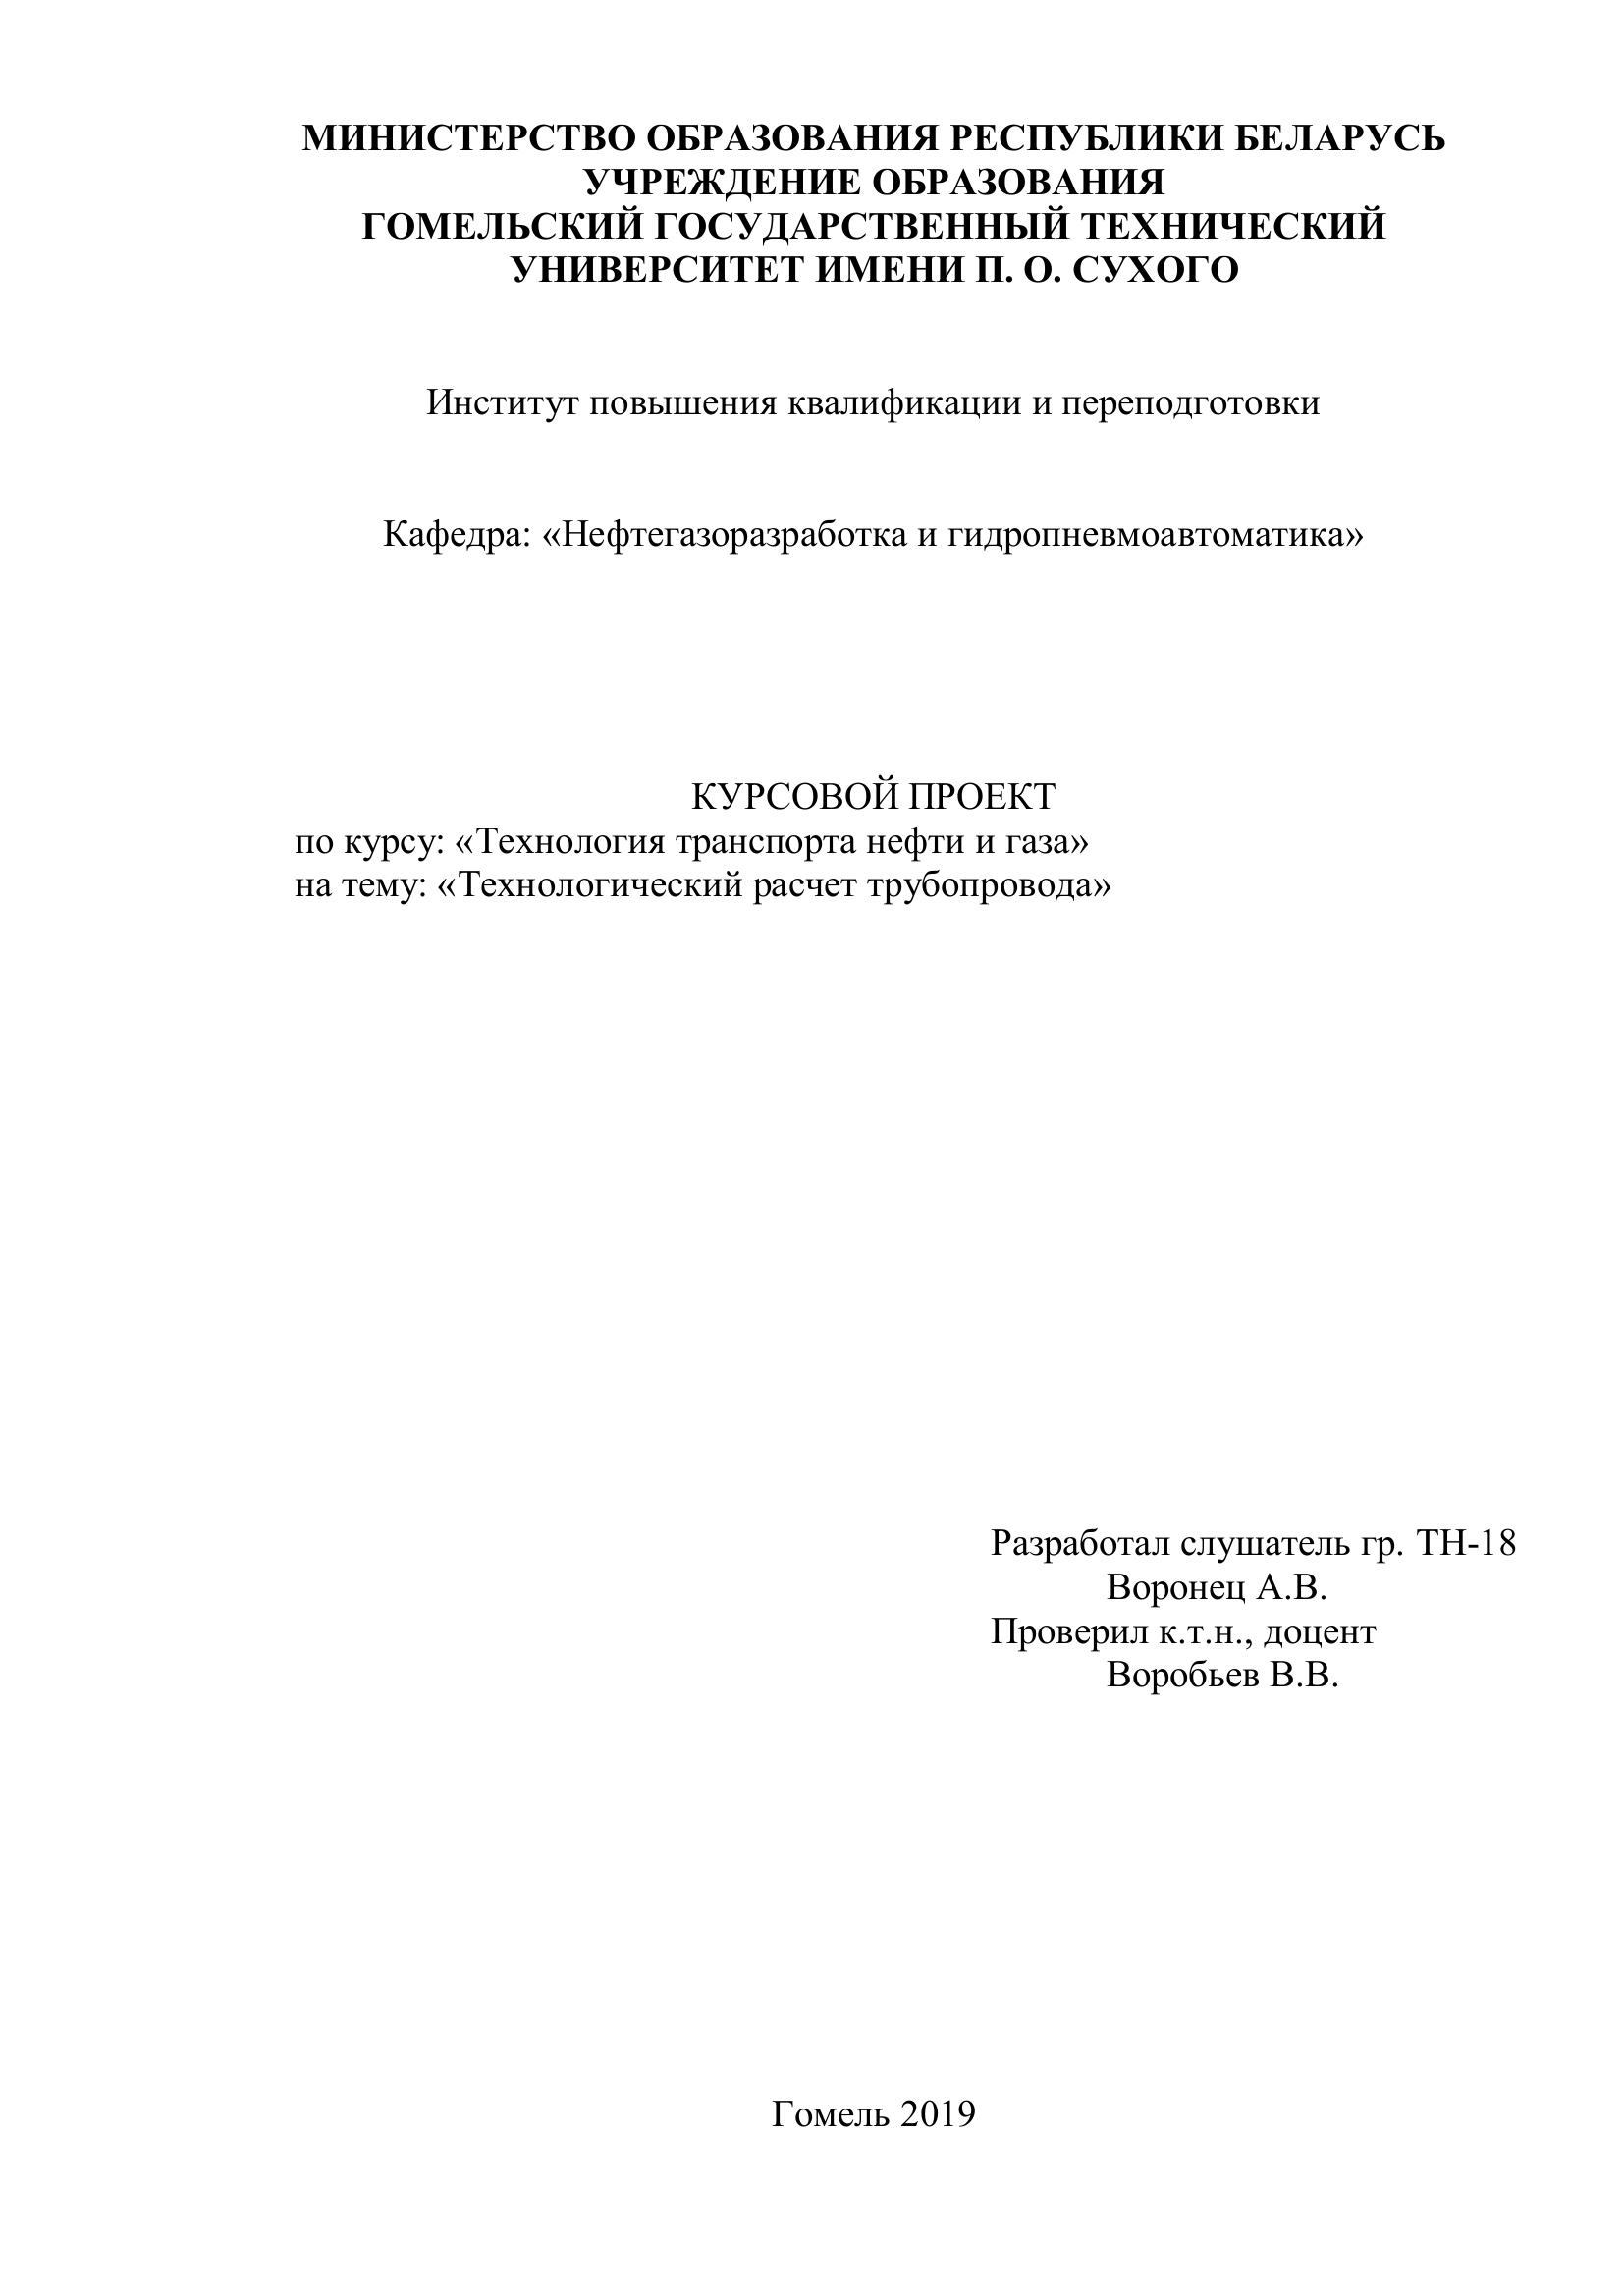 МИНИСТЕРСТВО ОБРАЗОВАНИЯ РЕСПУБЛИКИ БЕЛАРУСЬ
УЧРЕЖДЕНИЕ ОБРАЗОВАНИЯ
ГОМЕЛЬСКИЙ ГОСУДАРСТВЕННЫЙ ТЕХНИЧЕСКИЙ
УНИВЕРСИТЕТ ИМЕНИ П. О. СУХОГО
Институт повышения квалификации и переподготовки
Кафедра: «Нефтегазоразработка и гидропневмоавтоматика»
КУРСОВОЙ ПРОЕКТ
по курсу: «Технология транспорта нефти и газа»
на тему: «Технологический расчет трубопровода»
Разработал слушатель гр. ТН-18
Воронец А.В.
Проверил к.т.н., доцент
Воробьев В.В.
Гомель 2019